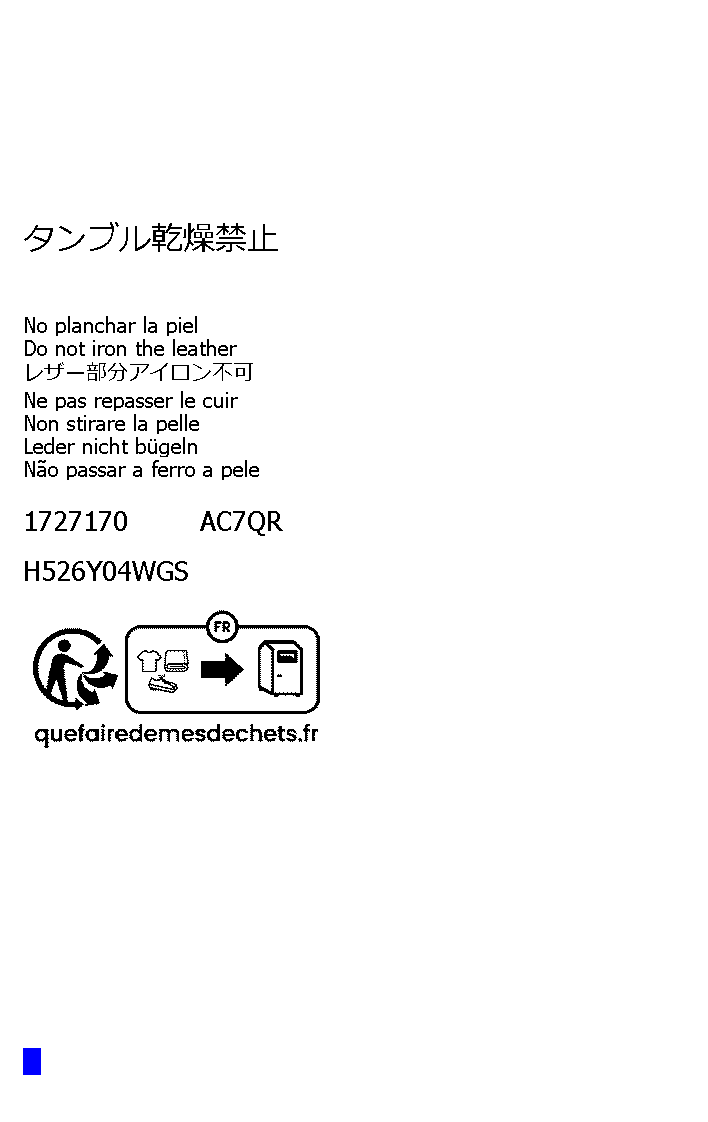 タンブル乾燥禁止
No planchar la piel
Do not iron the leather
レザー部分アイロン不可
Ne pas repasser le cuir
Non stirare la pelle
Leder nicht bügeln
Não passar a ferro a pele
1727170 AC7QR
H526Y04WGS
FR
quefairedemesdechets.fr